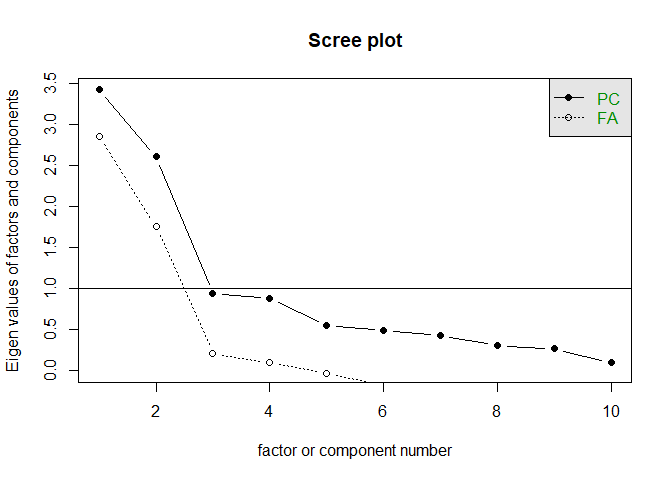 Scree plot
PC
FA
Eigen values of factors and components
3.5
3.0
2.5
2.0
1.5
1.0
0.5
0.0
2
4
6
8
10
factor or component number